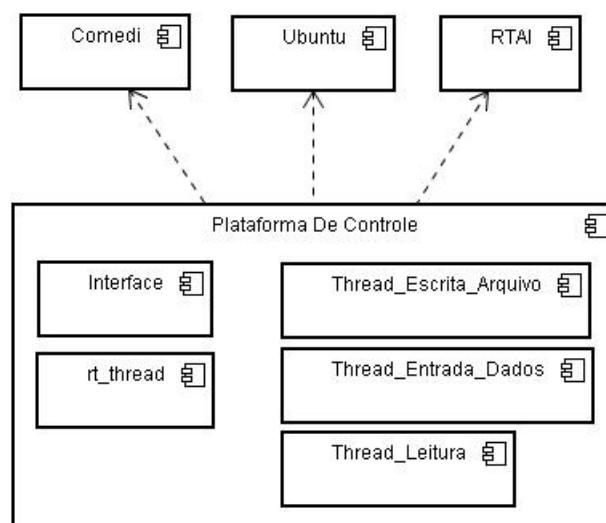 Comedi
Ubuntu
RTAI
Plataforma De Controle
Interface
Thread_Escrita_Arquivo
rt_thread
Thread_Entrada_Dados
Thread_Leitura